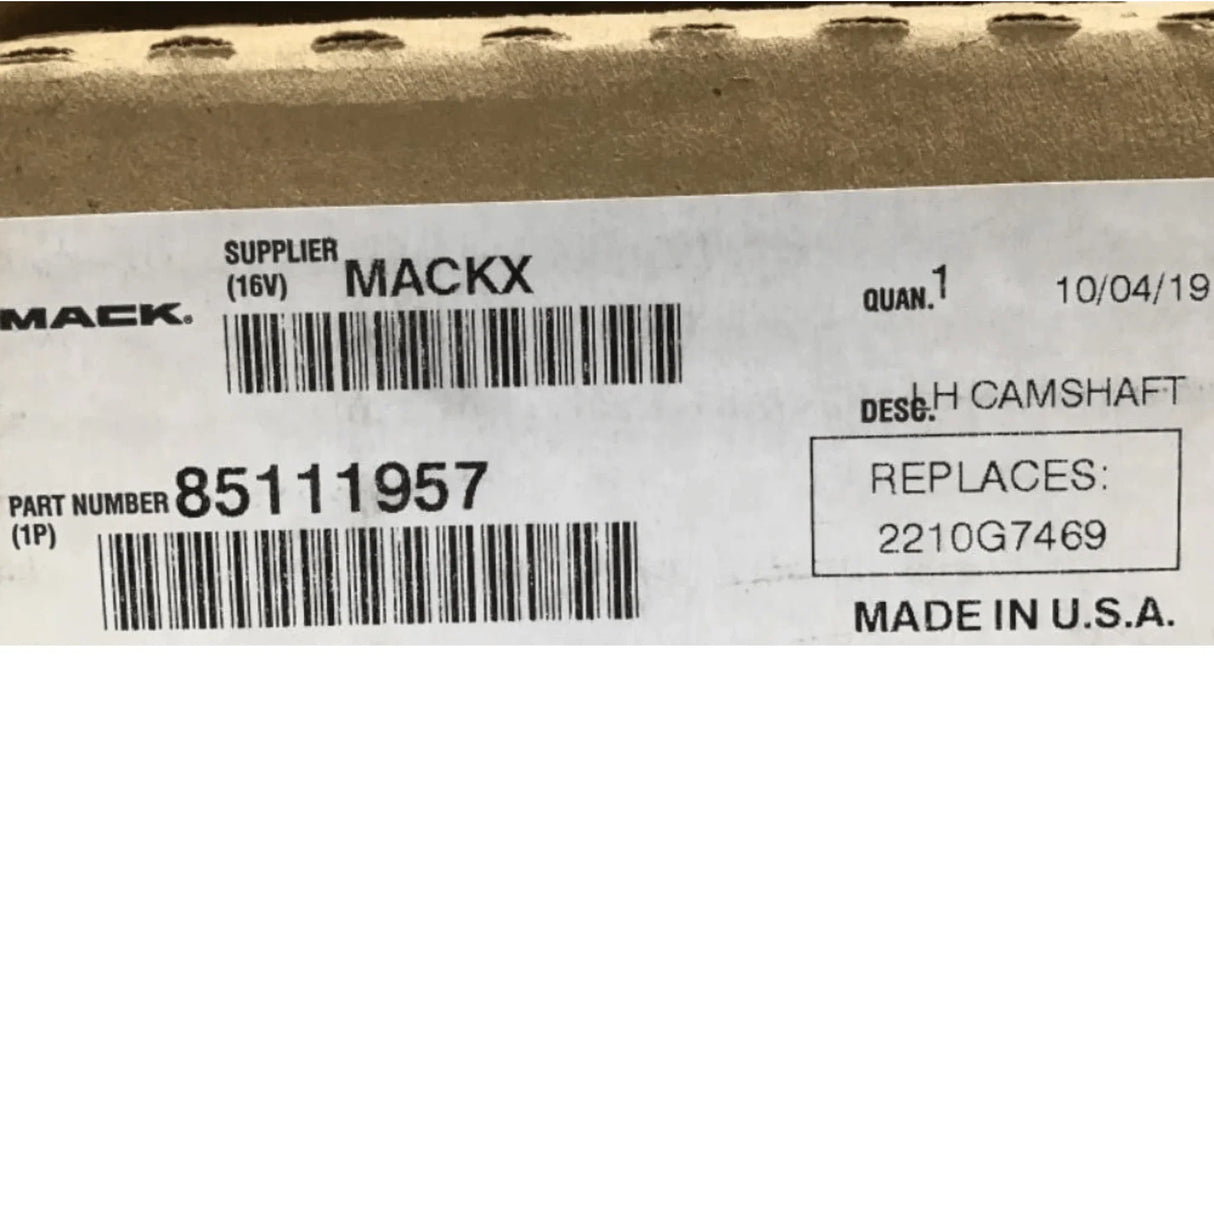 MACK®
SUPPLIER
(16V) MACKX
QUAN. 1
10/04/19
DESC. LH CAMSHAFT
PART NUMBER 85111957
(1P)
REPLACES:
2210G7469
MADE IN U.S.A.